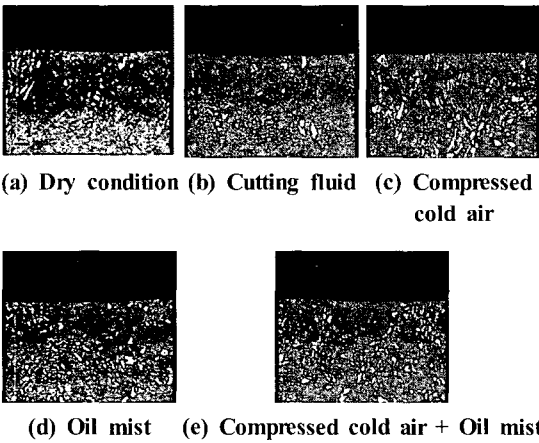 (a) Dry condition (b) Cutting fluid (c) Compressed
cold air
(d) Oil mist (e) Compressed cold air + Oil mist